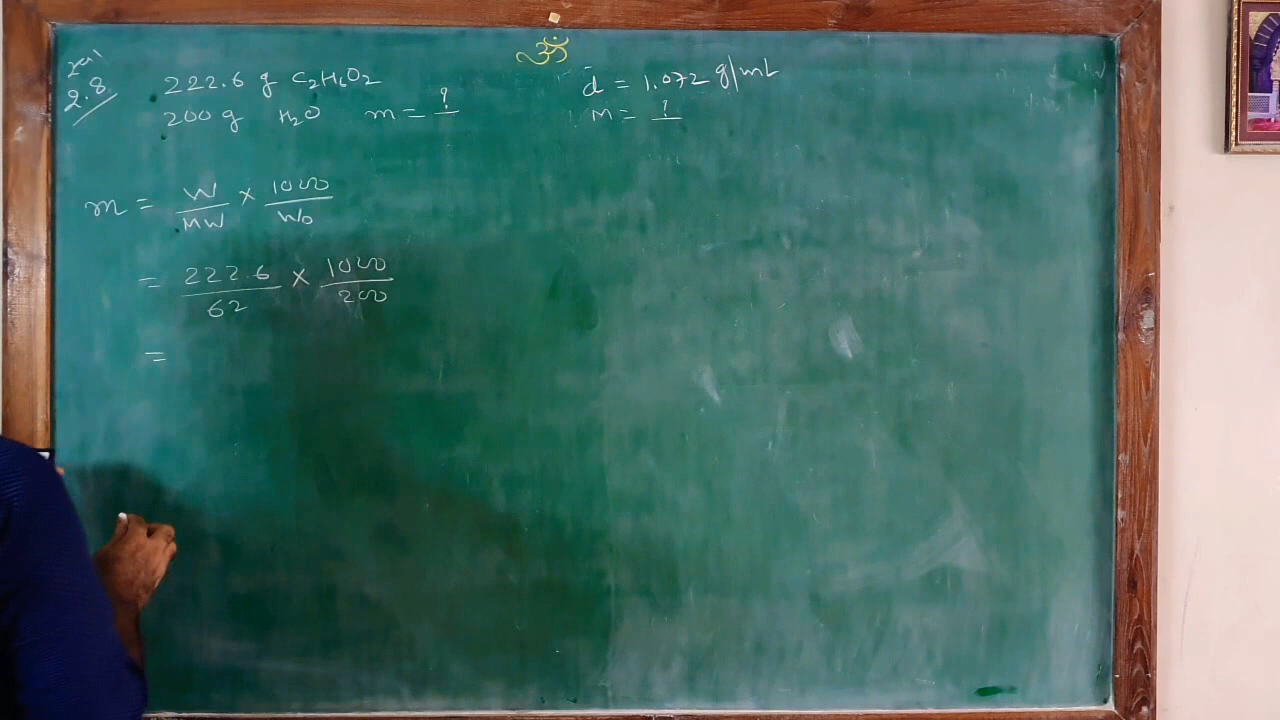 ॐ
2.8 222.6 g C2H6O2 d = 1.072 g/mL
200 g H2O m = ? M = ?
m = W/MW × 1000/W0
= 222.6/62 × 1000/200
=